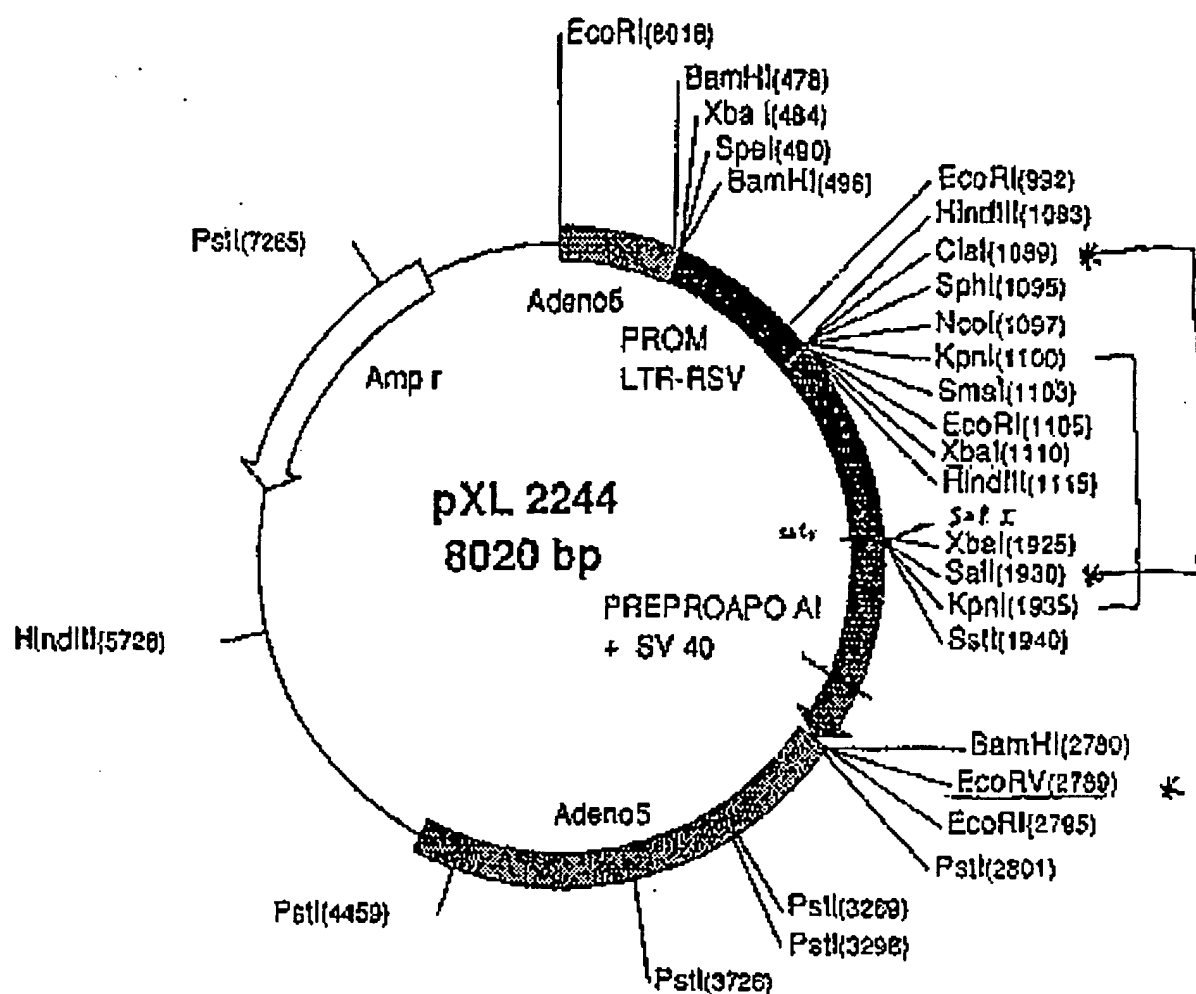 EcoRI(8018)
BamHI(478)
Xba I(484)
SpeI(490)
BamHI(496)
EcoRI(992)
HindIII(1083)
ClaI(1089)
SphI(1095)
NcoI(1097)
KpnI(1100)
SmaI(1103)
EcoRI(1105)
XbaI(1110)
HindIII(1115)
Sal I
XbaI(1925)
SalI(1930)
KpnI(1935)
SstI(1940)
BamHI(2780)
EcoRV(2789)
EcoRI(2795)
PstI(2801)
PstI(3269)
PstI(3298)
PstI(3726)
PstI(4459)
HindIII(5728)
PstI(7265)
Amp r
Adeno5
PROM
LTR-RSV
pXL 2244
8020 bp
PREPROAPO AI
+ SV 40
Adeno5